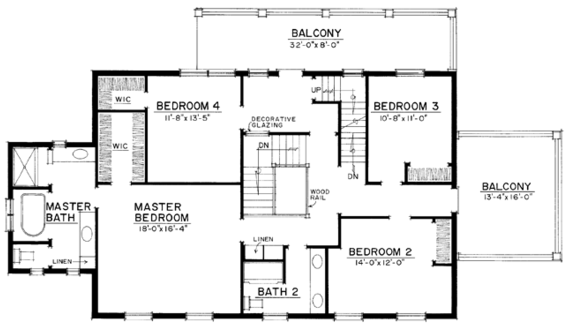 BALCONY
32'-0"x 8'-0"
UP
WIC
BEDROOM 4
11'-8"x 13'-5"
BEDROOM 3
10'-8"x 11'-0"
DECORATIVE
GLAZING
WIC
DN
DN
BALCONY
13'-4"x 16'-0"
WOOD
RAIL
MASTER
BATH
MASTER
BEDROOM
18'-0"x 16'-4"
LINEN
LINEN
BEDROOM 2
14'-0"x 12'-0"
BATH 2